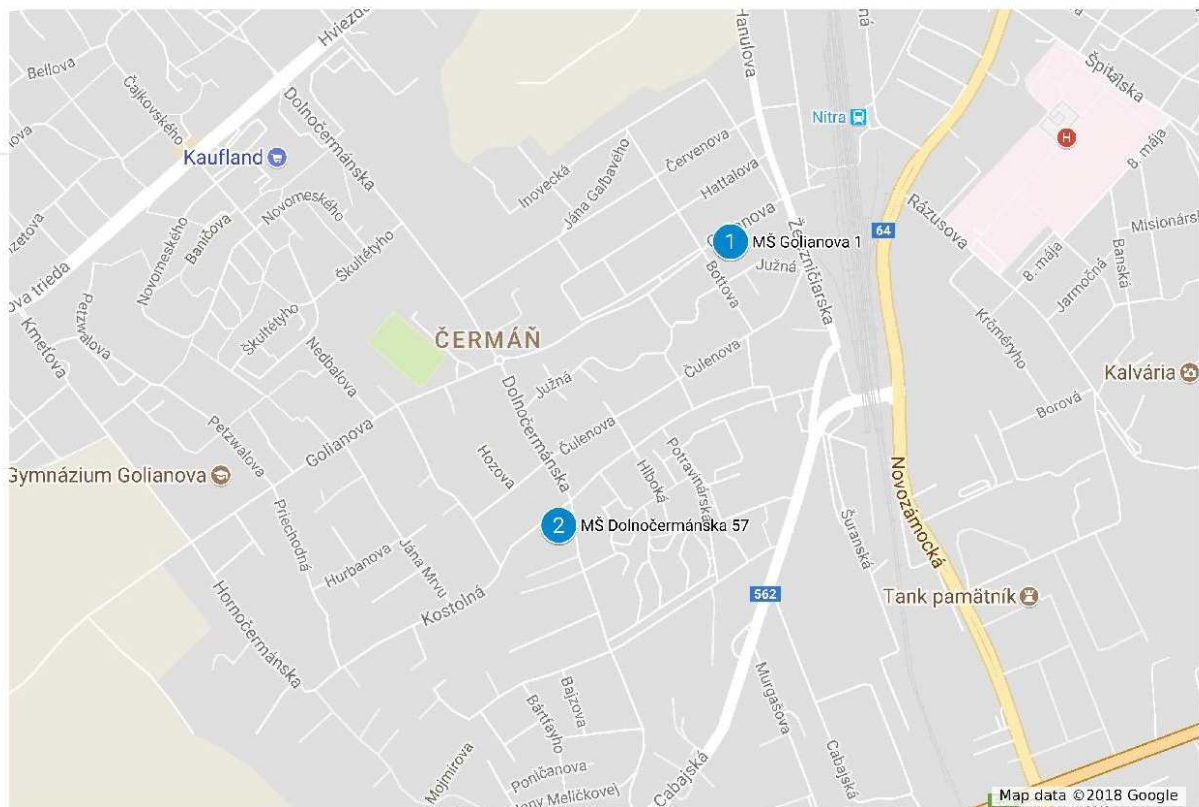 Hviezdo
Hanulova
Bellova
Čajkovského
Dolnočermánska
Špitálska
Nitra
H
8. mája
Kaufland
Červenova
Inovecká
Jána Galbavého
Hattalova
Novomeského
Baničova
Rázusova
Misionárs
1 MŠ Golianova 1
64
Železničiarska
Južná
Banská
Škultétyho
Novomeského
8. mája
Jarmočná
ova trieda
Petzwalova
Bottova
Krčméryho
Kmeťova
Škultétyho
Nedbalova
ČERMÁŇ
Čulenova
Kalvária
Južná
Dolnočermánska
Borová
Petzwalova
Golianova
Čulenova
Hozova
Hlboká
Potravinárska
Gymnázium Golianova
2 MŠ Dolnočermánska 57
Novozámocká
Šuranská
Priechodná
Hurbanova
Jána Mrvu
Kostolná
562
Tank pamätník
Hornočermánska
Murgašova
Bajzova
Bártfayho
Cabajská
Mojmírova
Poničanova
Cabajská
ony Meličkovej
Map data ©2018 Google